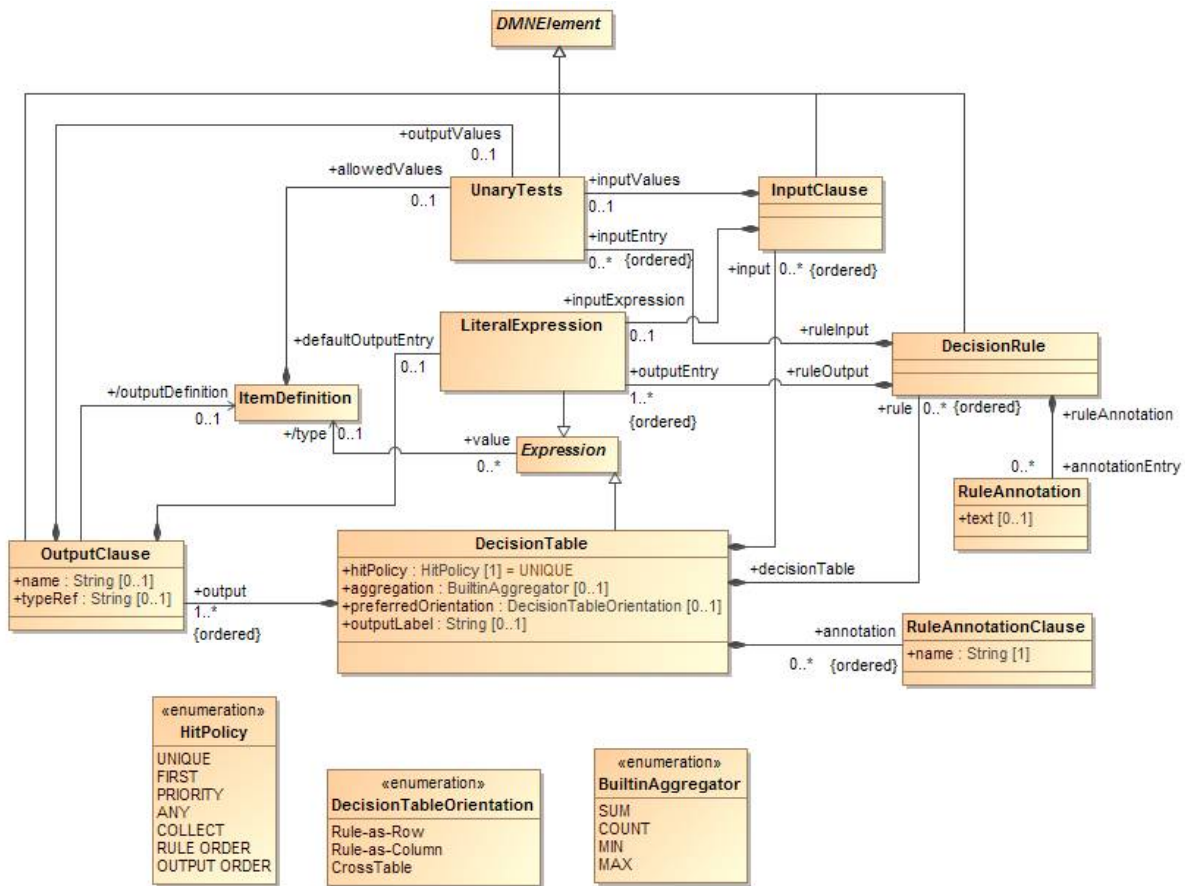 DMNElement
+outputValues
0..1
+allowedValues
0..1
UnaryTests
+inputValues
0..1
InputClause
+inputEntry
0..* {ordered}
+input 0..* {ordered}
+inputExpression
0..1
LiteralExpression
+defaultOutputEntry
0..1
+ruleInput
DecisionRule
+outputEntry
1..*
{ordered}
+ruleOutput
+rule 0..* {ordered}
+/outputDefinition
0..1
ItemDefinition
+/type 0..1
+value
0..*
Expression
+ruleAnnotation
0..*
+annotationEntry
RuleAnnotation
+text [0..1]
OutputClause
+name : String [0..1]
+typeRef : String [0..1]
+output
1..*
{ordered}
DecisionTable
+hitPolicy : HitPolicy [1] = UNIQUE
+aggregation : BuiltinAggregator [0..1]
+preferredOrientation : DecisionTableOrientation [0..1]
+outputLabel : String [0..1]
+decisionTable
+annotation
0..* {ordered}
RuleAnnotationClause
+name : String [1]
«enumeration»
HitPolicy
UNIQUE
FIRST
PRIORITY
ANY
COLLECT
RULE ORDER
OUTPUT ORDER
«enumeration»
DecisionTableOrientation
Rule-as-Row
Rule-as-Column
CrossTable
«enumeration»
BuiltinAggregator
SUM
COUNT
MIN
MAX